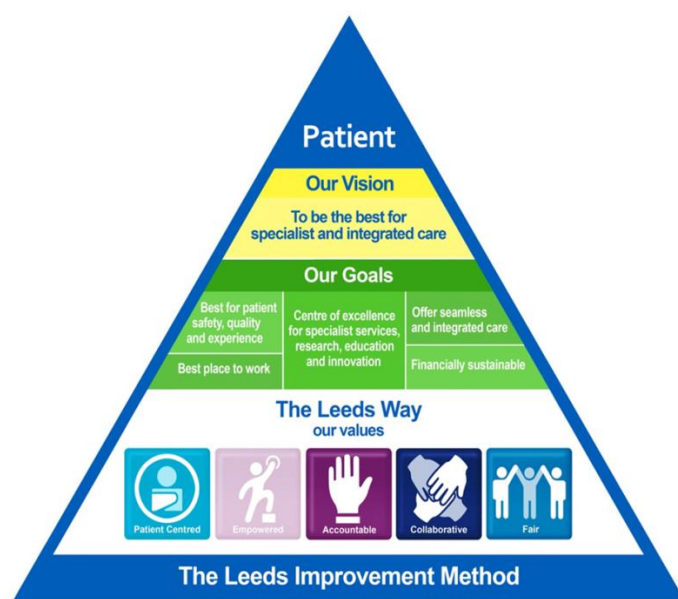 Patient
Our Vision
To be the best for
specialist and integrated care
Our Goals
Best for patient
safety, quality
and experience
Best place to work
Centre of excellence
for specialist services,
research, education
and innovation
Offer seamless
and integrated care
Financially sustainable
The Leeds Way
our values
Patient Centred
Empowered
Accountable
Collaborative
Fair
The Leeds Improvement Method